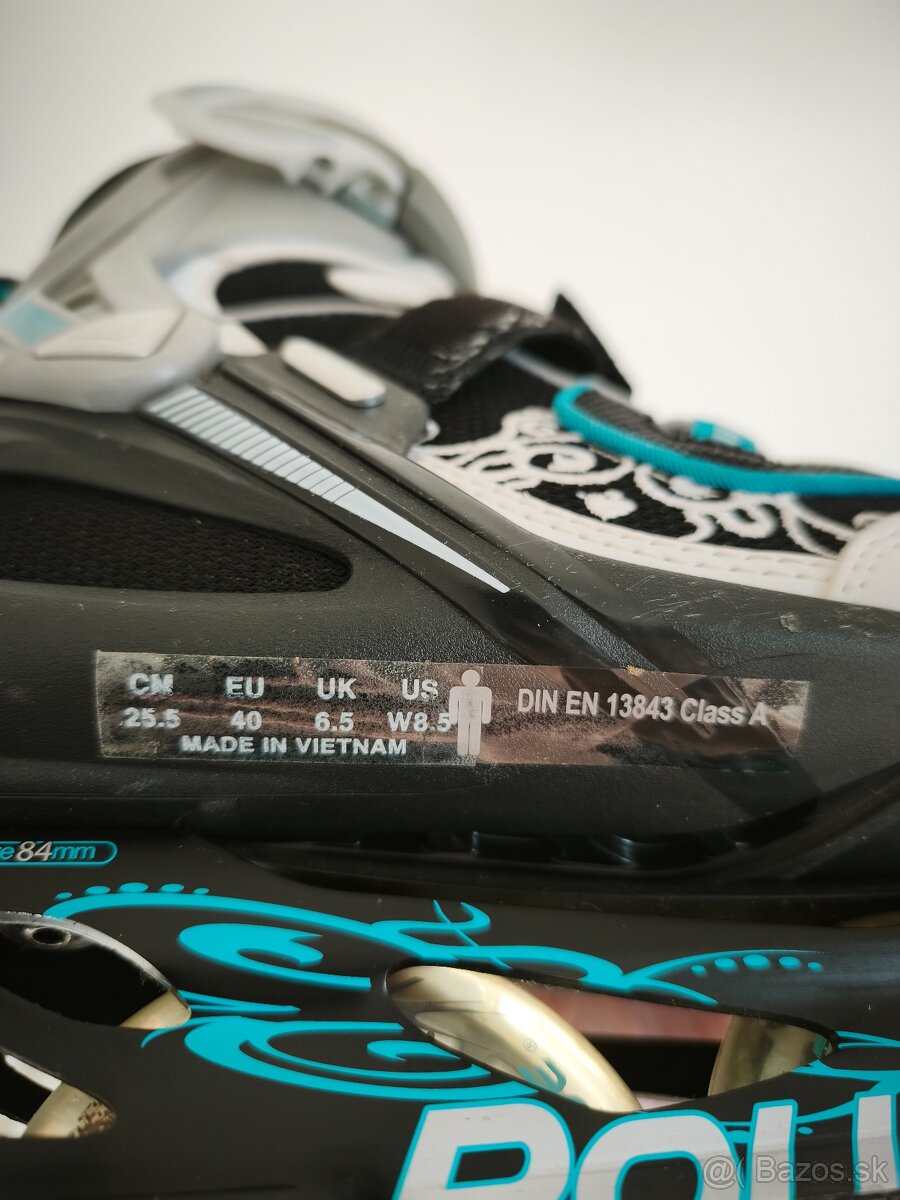 CM EU UK US
25.5 40 6.5 W8.5
MADE IN VIETNAM
DIN EN 13843 Class A
84mm
@ Bazos.sk